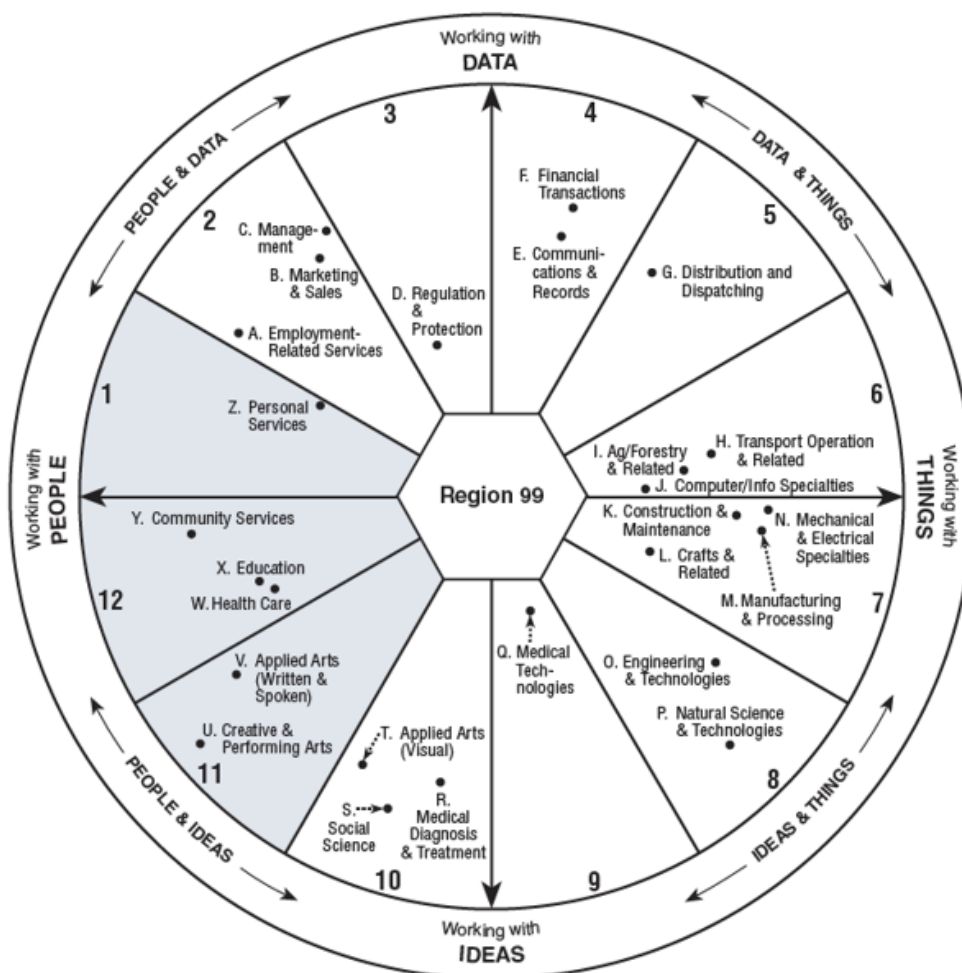 Working with
DATA
PEOPLE & DATA
DATA & THINGS
3
4
2
5
F. Financial
Transactions
C. Manage-
ment
E. Communi-
cations &
Records
B. Marketing
& Sales
G. Distribution and
Dispatching
D. Regulation
&
Protection
A. Employment-
Related Services
1
6
Z. Personal
Services
H. Transport Operation
& Related
I. Ag/Forestry
& Related
J. Computer/Info Specialties
Working with
PEOPLE
Region 99
Working with
THINGS
Y. Community Services
K. Construction &
Maintenance
N. Mechanical
& Electrical
Specialties
L. Crafts &
Related
X. Education
W. Health Care
12
M. Manufacturing
& Processing
7
Q. Medical
Tech-
nologies
V. Applied Arts
(Written &
Spoken)
O. Engineering
& Technologies
U. Creative &
Performing Arts
P. Natural Science
& Technologies
T. Applied Arts
(Visual)
11
8
S.
Social
Science
R.
Medical
Diagnosis
& Treatment
10
9
PEOPLE & IDEAS
IDEAS & THINGS
Working with
IDEAS